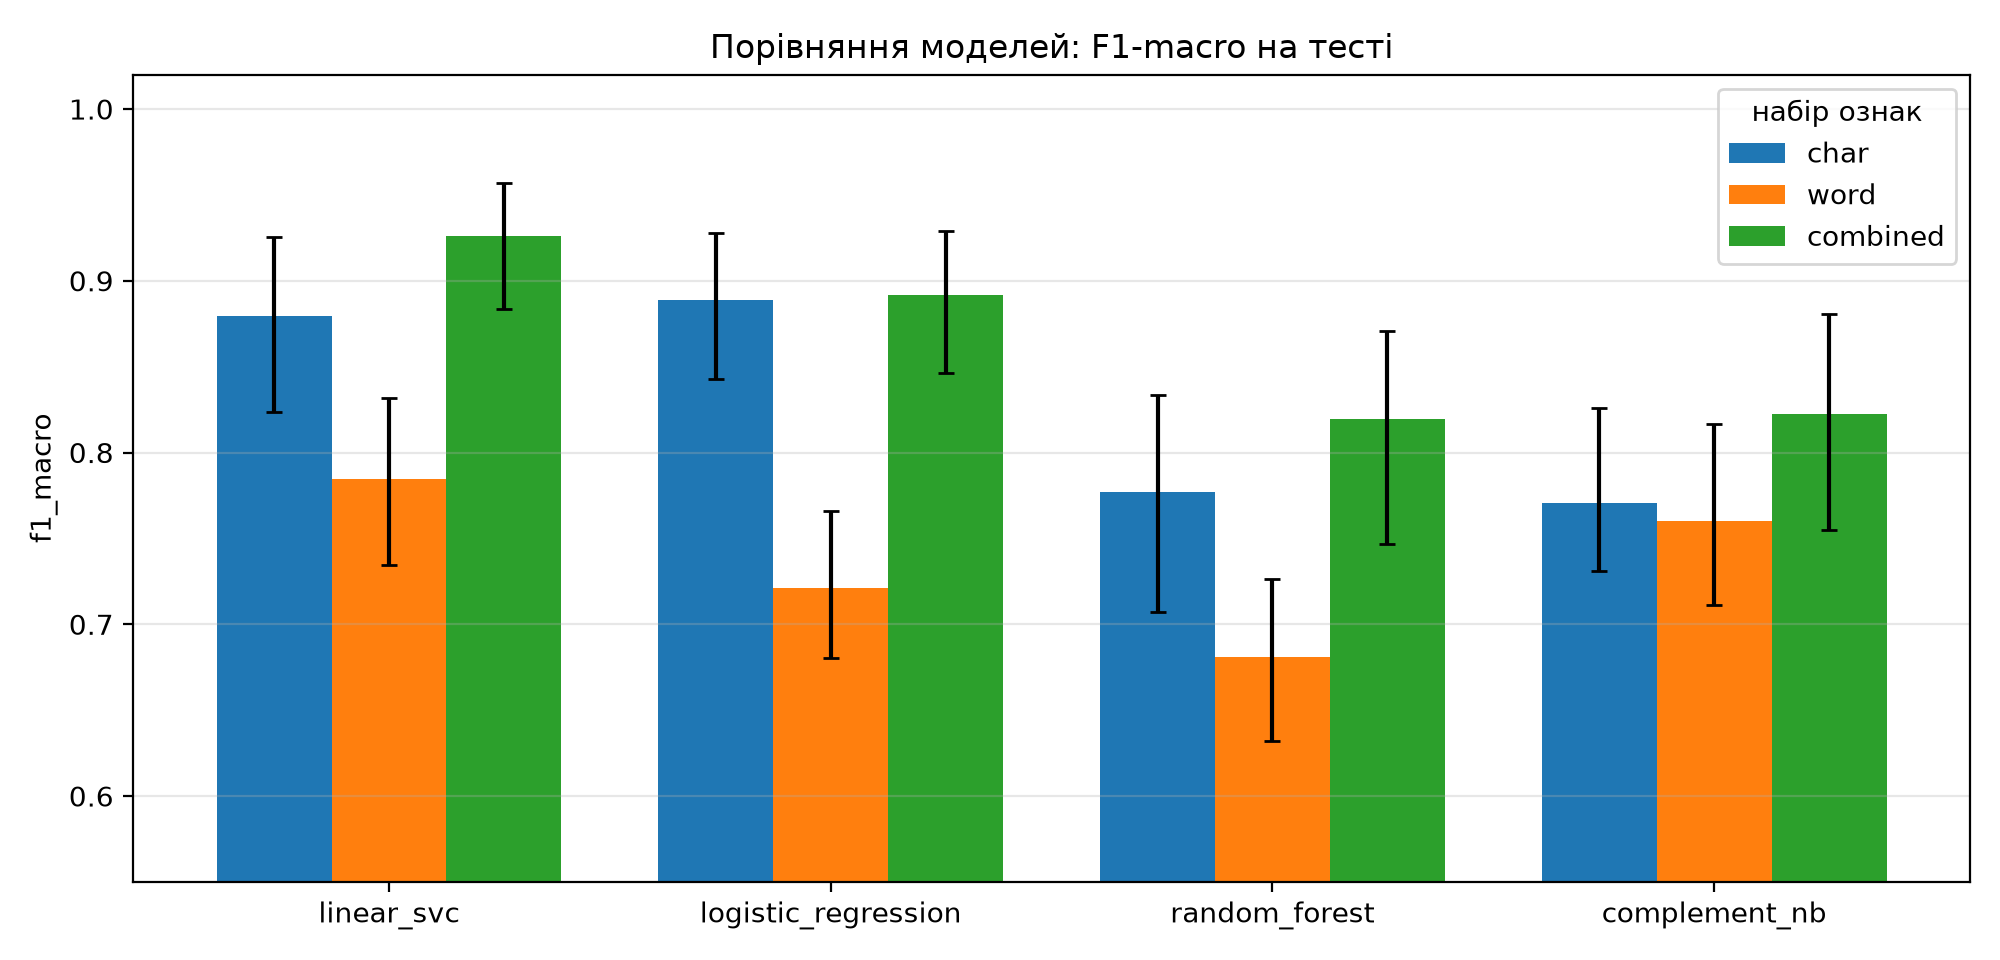 Порівняння моделей: F1-macro на тесті
набір ознак
char
word
combined
f1_macro
1.0
0.9
0.8
0.7
0.6
linear_svc
logistic_regression
random_forest
complement_nb